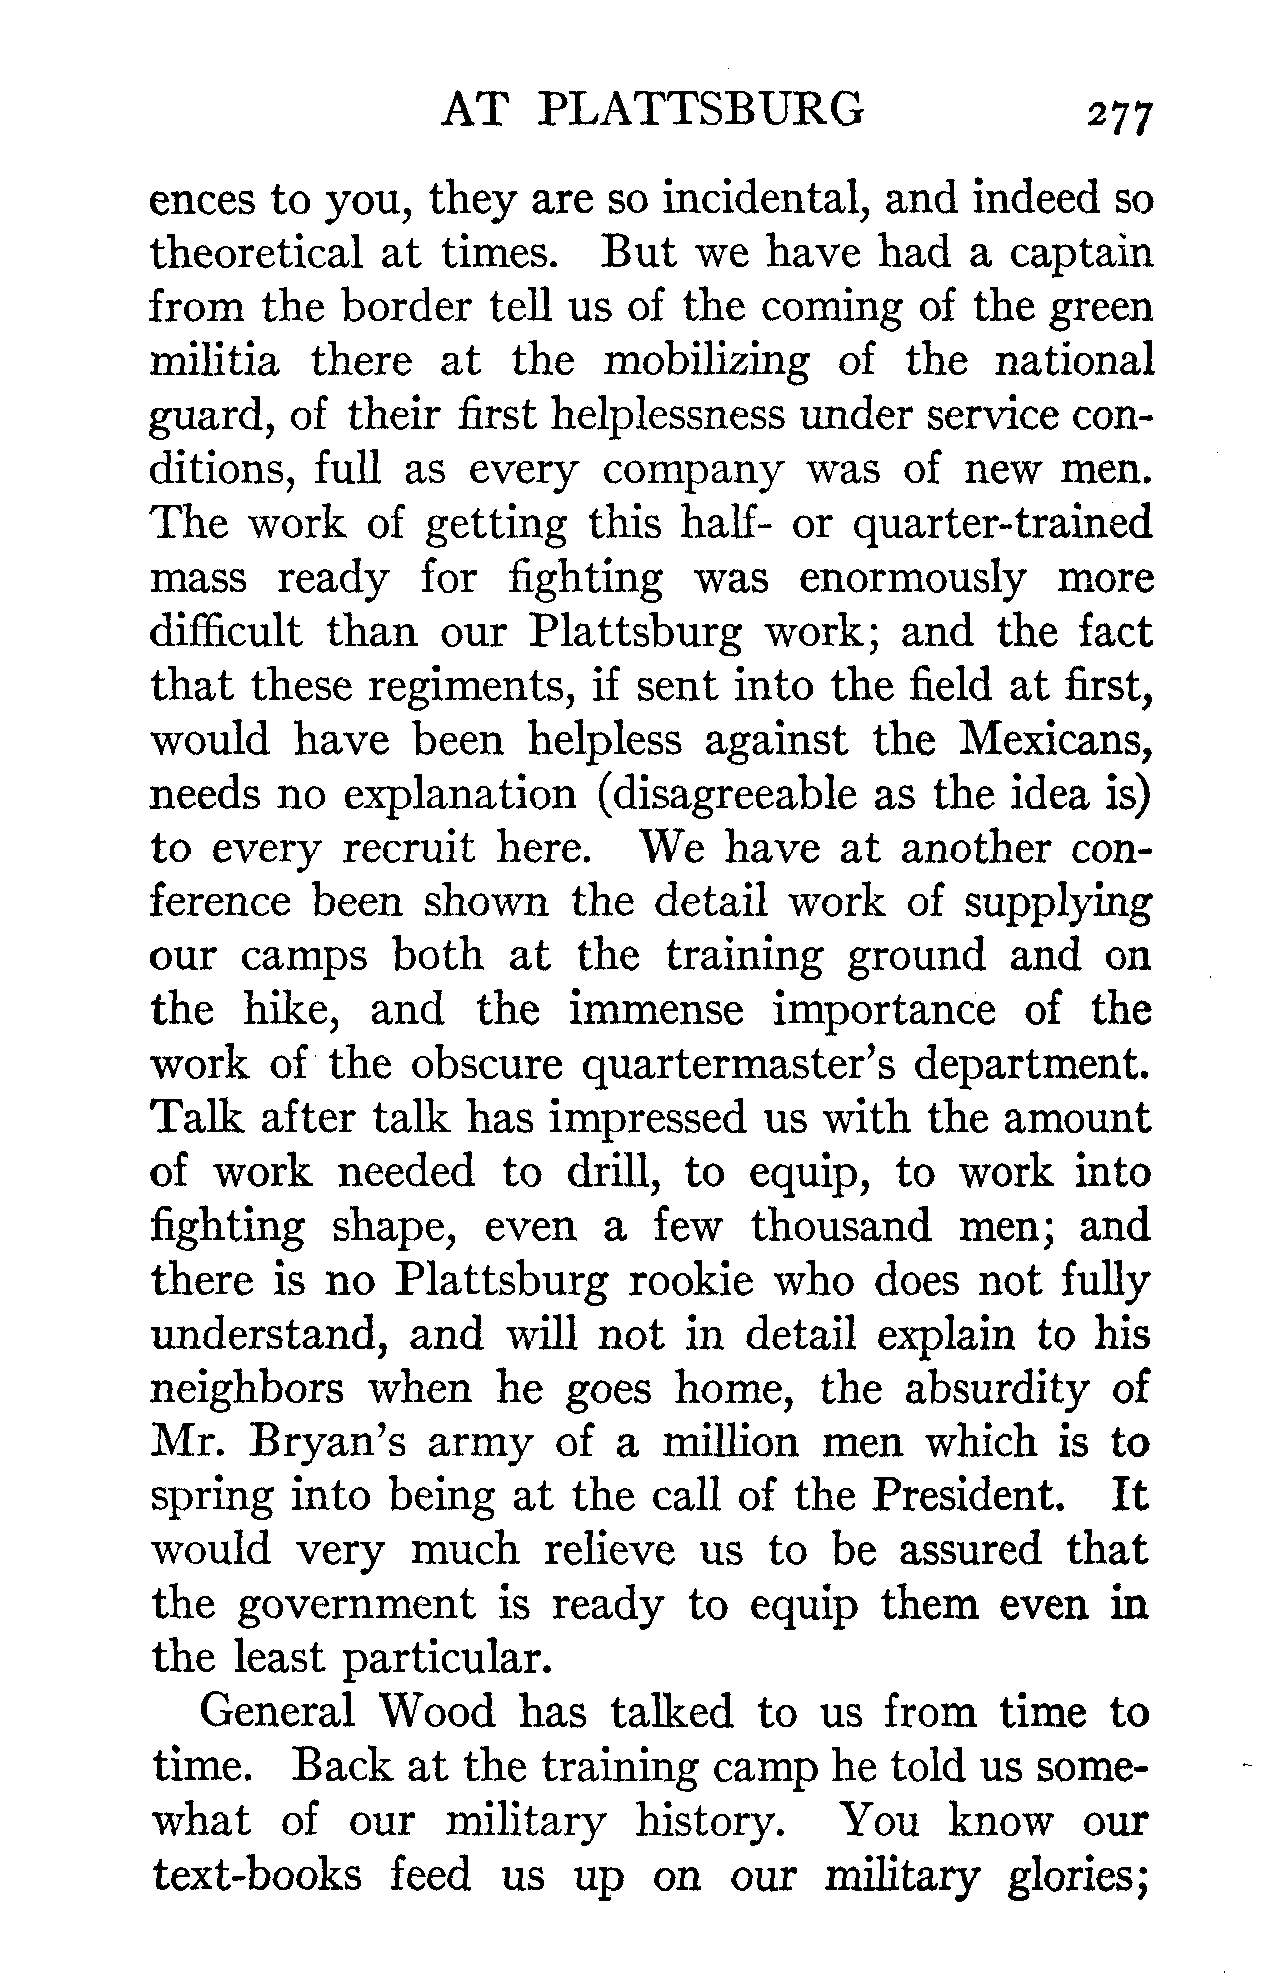 AT PLATTSBURG 277
ences to you, they are so incidental, and indeed so
theoretical at times. But we have had a captain
from the border tell us of the coming of the green
militia there at the mobilizing of the national
guard, of their first helplessness under service con-
ditions, full as every company was of new men.
The work of getting this half- or quarter-trained
mass ready for fighting was enormously more
difficult than our Plattsburg work; and the fact
that these regiments, if sent into the field at first,
would have been helpless against the Mexicans,
needs no explanation (disagreeable as the idea is)
to every recruit here. We have at another con-
ference been shown the detail work of supplying
our camps both at the training ground and on
the hike, and the immense importance of the
work of the obscure quartermaster's department.
Talk after talk has impressed us with the amount
of work needed to drill, to equip, to work into
fighting shape, even a few thousand men; and
there is no Plattsburg rookie who does not fully
understand, and will not in detail explain to his
neighbors when he goes home, the absurdity of
Mr. Bryan's army of a million men which is to
spring into being at the call of the President. It
would very much relieve us to be assured that
the government is ready to equip them even in
the least particular.
General Wood has talked to us from time to
time. Back at the training camp he told us some-
what of our military history. You know our
text-books feed us up on our military glories;